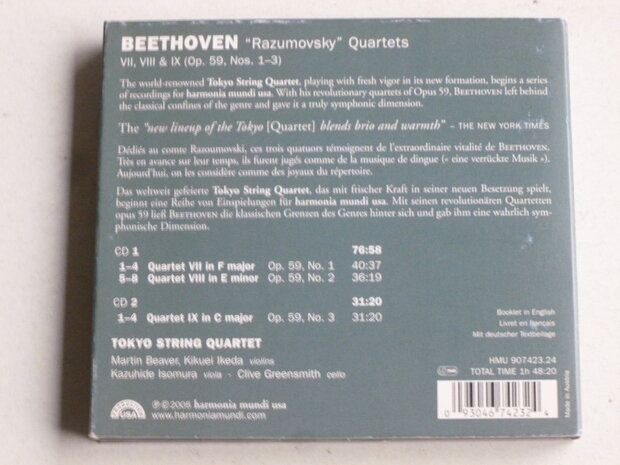 BEETHOVEN “Razumovsky” Quartets
VII, VIII & IX (Op. 59, Nos. 1–3)
The world-renowned Tokyo String Quartet, playing with fresh vigor in its new formation, begins a series
of recordings for harmonia mundi usa. With his revolutionary quartets of Opus 59, BEETHOVEN left behind
the classical confines of the genre and gave it a truly symphonic dimension.
The “new lineup of the Tokyo [Quartet] blends brio and warmth” – THE NEW YORK TIMES
Dédiés au comte Razoumovski, ces trois quatuors témoignent de l'extraordinaire vitalité de BEETHOVEN.
Très en avance sur leur temps, ils furent jugés comme de la musique de dingue (« eine verrückte Musik »).
Aujourd'hui, on les considère comme des joyaux du répertoire.
Das weltweit gefeierte Tokyo String Quartet, das mit frischer Kraft in seiner neuen Besetzung spielt,
beginnt eine Reihe von Einspielungen für harmonia mundi usa. Mit seinen revolutionären Quartetten
opus 59 ließ BEETHOVEN die klassischen Grenzen des Genres hinter sich und gab ihm eine wahrlich sym-
phonische Dimension.
CD 1 76:58
1–4 Quartet VII in F major Op. 59, No. 1 40:37
5–8 Quartet VIII in E minor Op. 59, No. 2 36:19
CD 2 31:20
1–4 Quartet IX in C major Op. 59, No. 3 31:20
Booklet in English
Livret en français
Mit deutscher Textbeilage
TOKYO STRING QUARTET
Martin Beaver, Kikuei Ikeda violins
Kazuhide Isomura viola · Clive Greensmith cello
HMU 907423.24
TOTAL TIME 1h 48:20
USA
℗ © 2005 harmonia mundi usa
www.harmoniamundi.com
0 93046 74232 4
Made in Austria